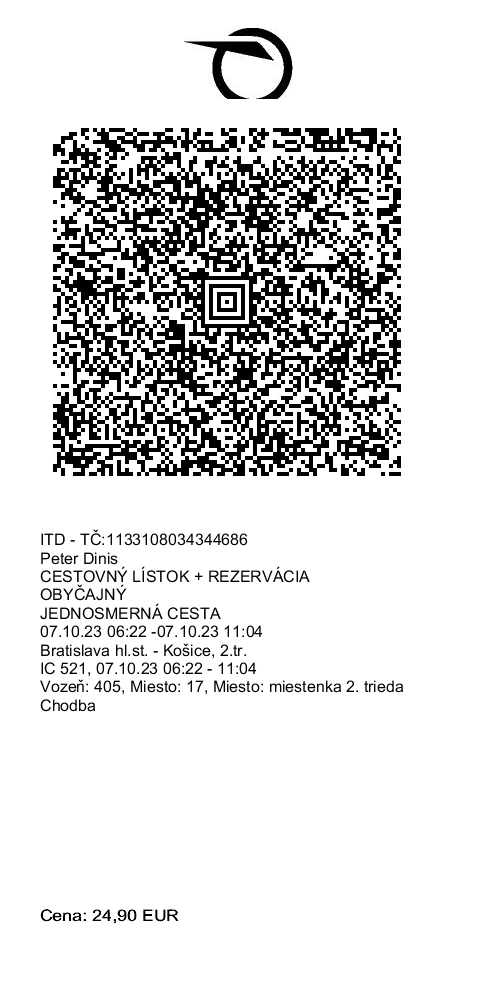 ITD - TČ:1133108034344686
Peter Dinis
CESTOVNÝ LÍSTOK + REZERVÁCIA
OBYČAJNÝ
JEDNOSMERNÁ CESTA
07.10.23 06:22 -07.10.23 11:04
Bratislava hl.st. - Košice, 2.tr.
IC 521, 07.10.23 06:22 - 11:04
Vozeň: 405, Miesto: 17, Miesto: miestenka 2. trieda
Chodba
Cena: 24,90 EUR